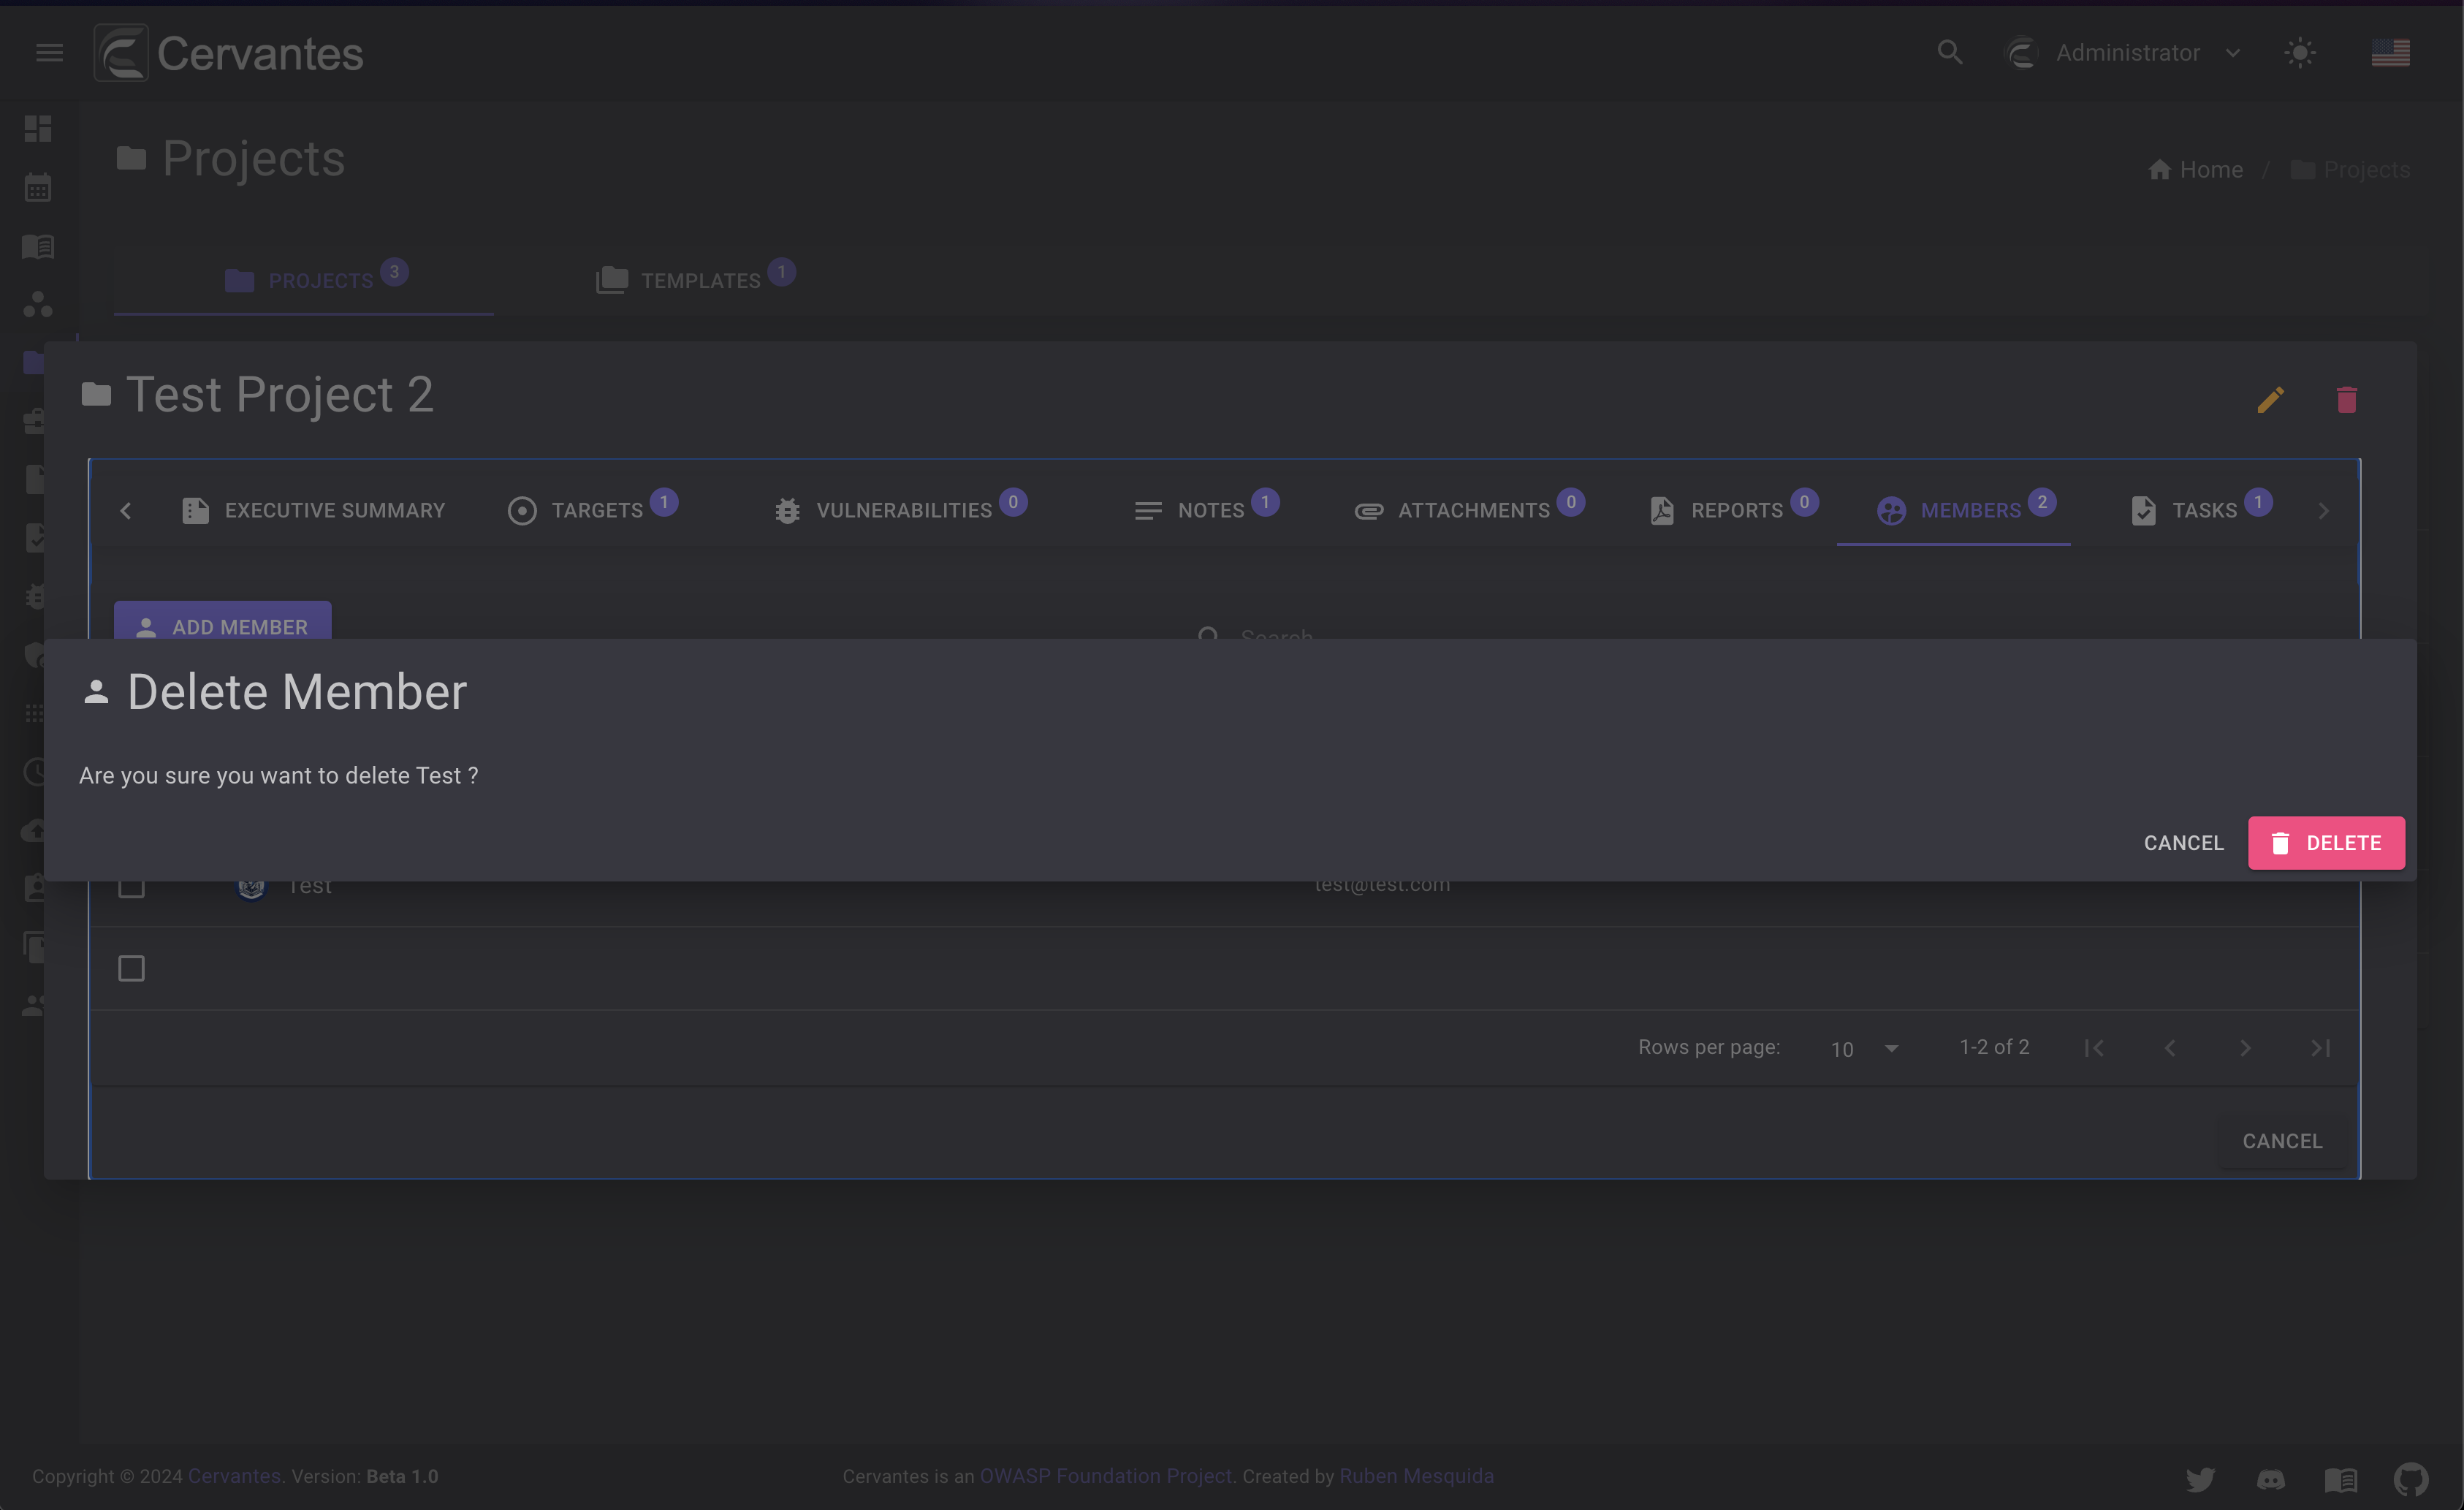 Cervantes
Administrator
Projects
Home / Projects
PROJECTS 3
TEMPLATES 1
Test Project 2
EXECUTIVE SUMMARY
TARGETS 1
VULNERABILITIES 0
NOTES 1
ATTACHMENTS 0
REPORTS 0
MEMBERS 2
TASKS 1
ADD MEMBER
Search
Delete Member
Are you sure you want to delete Test ?
CANCEL
DELETE
Test
test@test.com
Rows per page: 10 1-2 of 2
CANCEL
Copyright © 2024 Cervantes. Version: Beta 1.0
Cervantes is an OWASP Foundation Project. Created by Ruben Mesquida